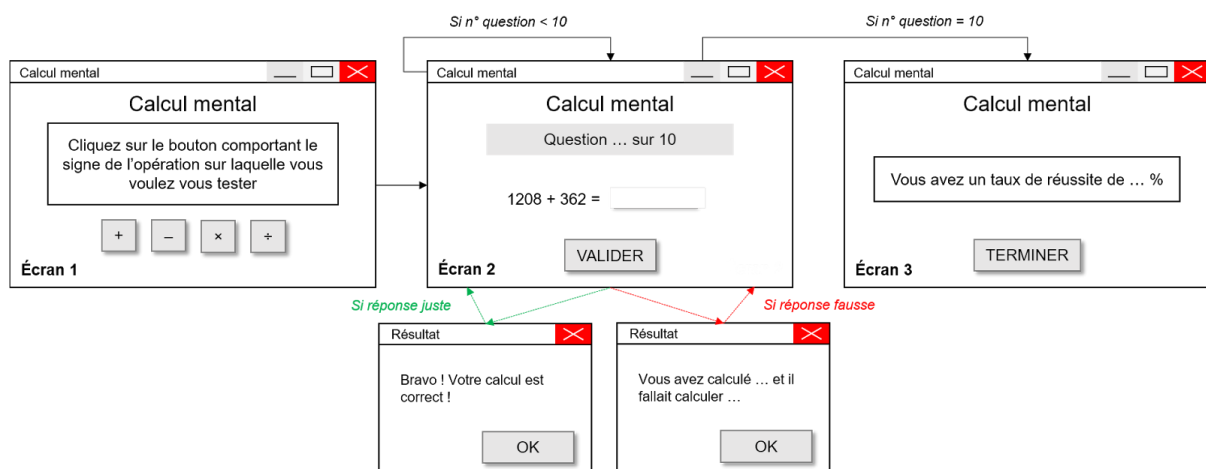 Si n° question < 10
Si n° question = 10
Calcul mental
Calcul mental
Cliquez sur le bouton comportant le
signe de l'opération sur laquelle vous
voulez vous tester
+ – × ÷
Écran 1
Calcul mental
Calcul mental
Question … sur 10
1208 + 362 =
VALIDER
Écran 2
Calcul mental
Calcul mental
Vous avez un taux de réussite de … %
TERMINER
Écran 3
Si réponse juste
Si réponse fausse
Résultat
Bravo ! Votre calcul est
correct !
OK
Résultat
Vous avez calculé … et il
fallait calculer …
OK